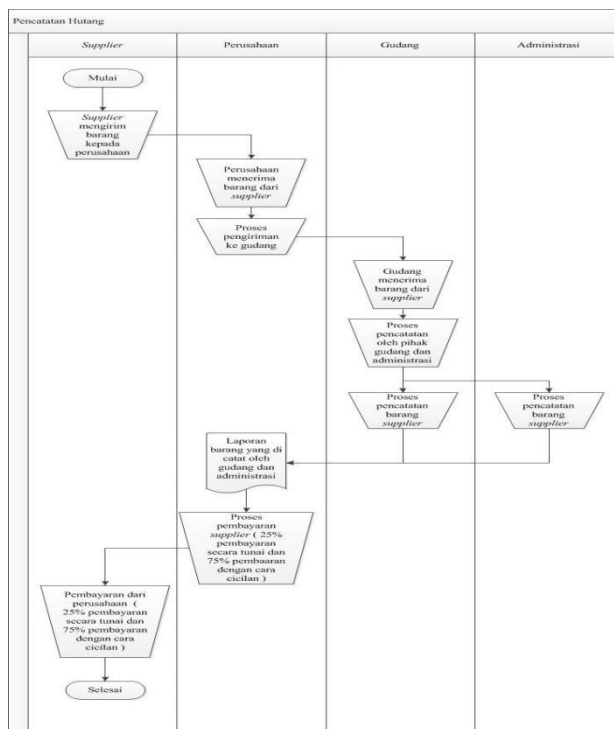 Pencatatan Hutang
Supplier
Perusahaan
Gudang
Administrasi
Mulai
Supplier
mengirim
barang
kepada
perusahaan
Perusahaan
menerima
barang dari
supplier
Proses
pengiriman
ke gudang
Gudang
menerima
barang dari
supplier
Proses
pencatatan
oleh pihak
gudang dan
administrasi
Proses
pencatatan
barang
supplier
Proses
pencatatan
barang
supplier
Laporan
barang yang di
catat oleh
gudang dan
administrasi
Proses
pembayaran
supplier ( 25%
pembayaran
secara tunai dan
75% pembaaran
dengan cara
cicilan )
Pembayaran dari
perusahaan (
25% pembayaran
secara tunai dan
75% pembayaran
dengan cara
cicilan )
Selesai